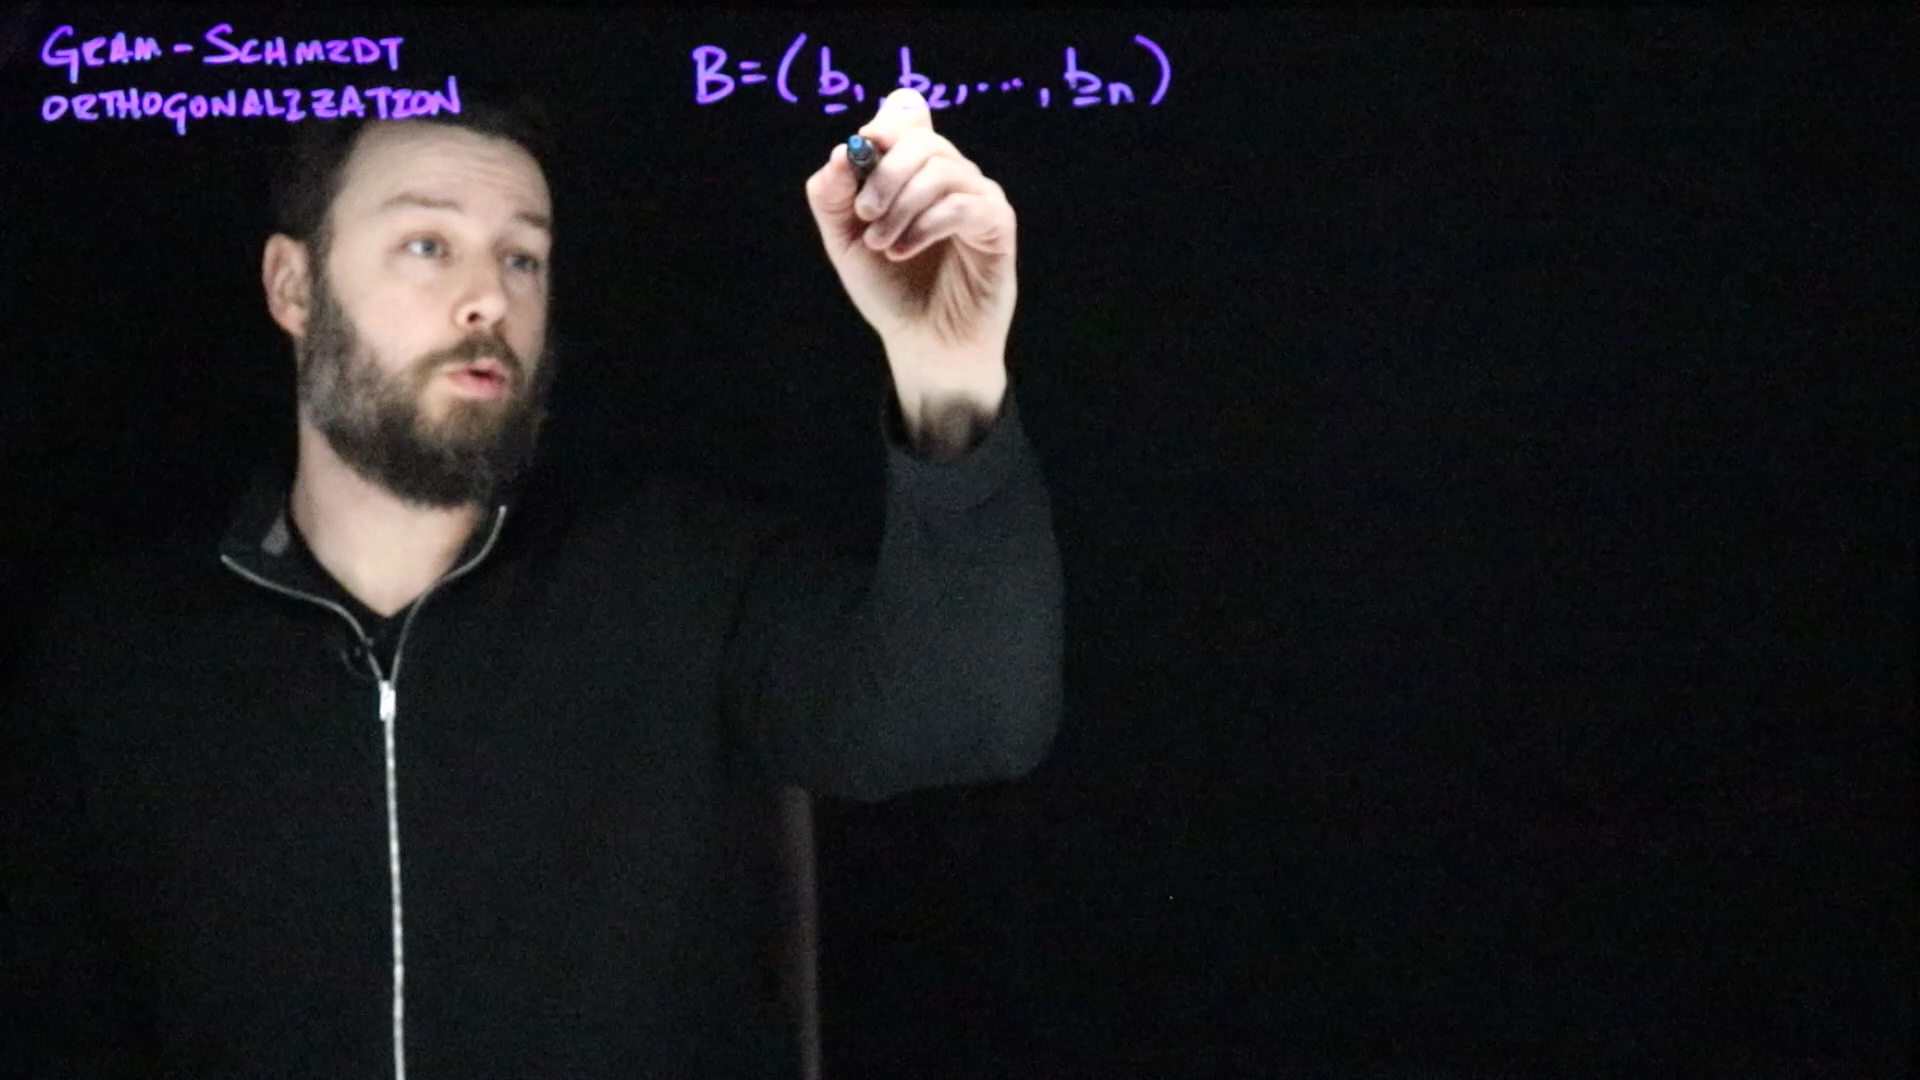 GRAM-SCHMIDT
ORTHOGONALIZATION
B=(b₁, b₂, ..., bₙ)